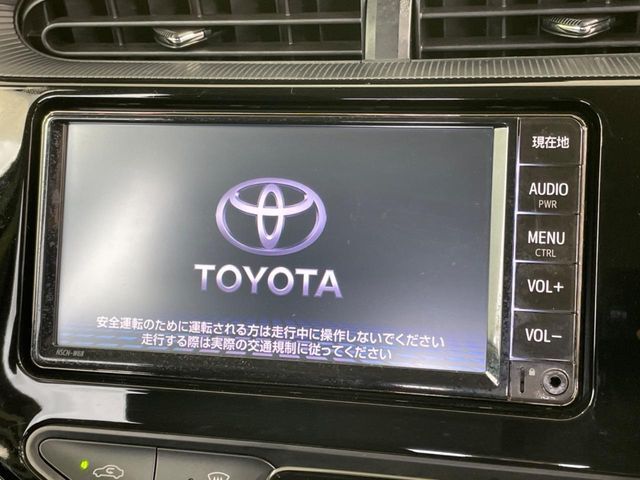 現在地
AUDIO
PWR
MENU
CTRL
VOL+
VOL−
TOYOTA
安全運転のために運転される方は走行中に操作しないでください
走行する際は実際の交通規制に従ってください
NSCN-W68